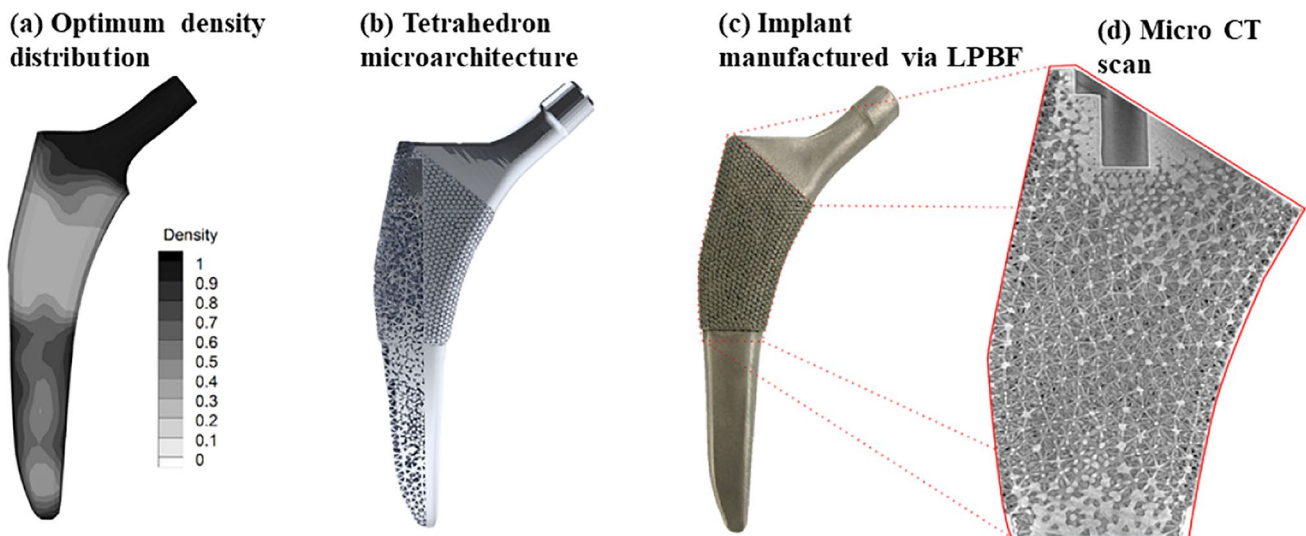 (a) Optimum density
distribution
(b) Tetrahedron
microarchitecture
(c) Implant
manufactured via LPBF
(d) Micro CT
scan
Density
1
0.9
0.8
0.7
0.6
0.5
0.4
0.3
0.2
0.1
0